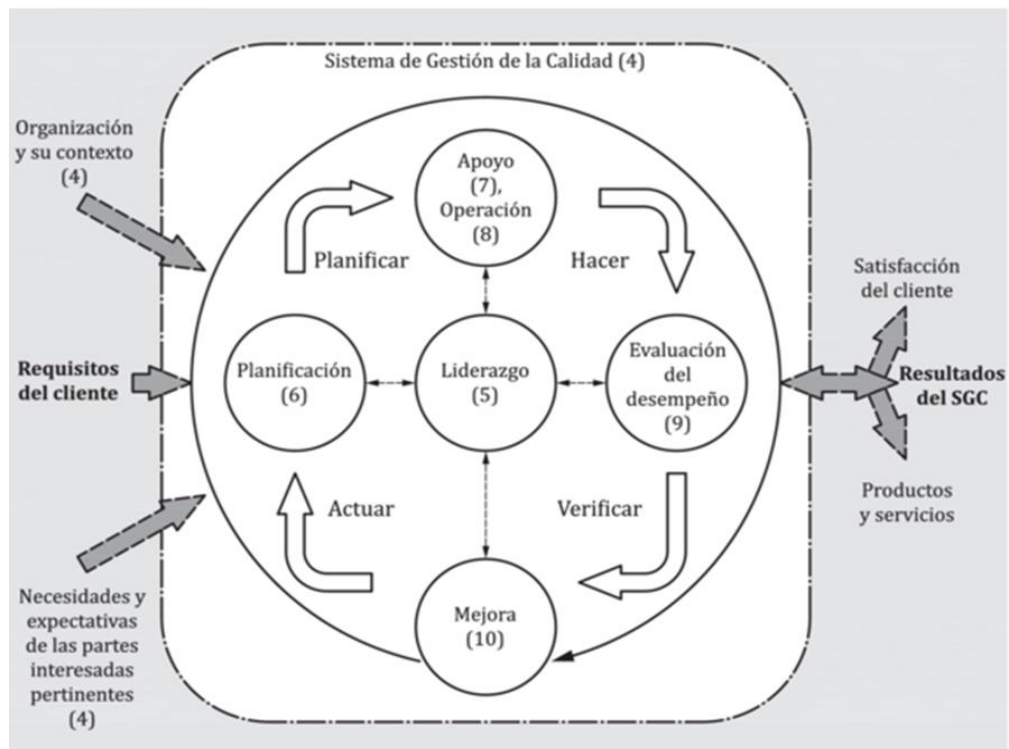 Sistema de Gestión de la Calidad (4)
Organización
y su contexto
(4)
Apoyo
(7),
Operación
(8)
Planificar
Hacer
Satisfacción
del cliente
Requisitos
del cliente
Planificación
(6)
Liderazgo
(5)
Evaluación
del
desempeño
(9)
Resultados
del SGC
Actuar
Verificar
Productos
y servicios
Necesidades y
expectativas
de las partes
interesadas
pertinentes
(4)
Mejora
(10)